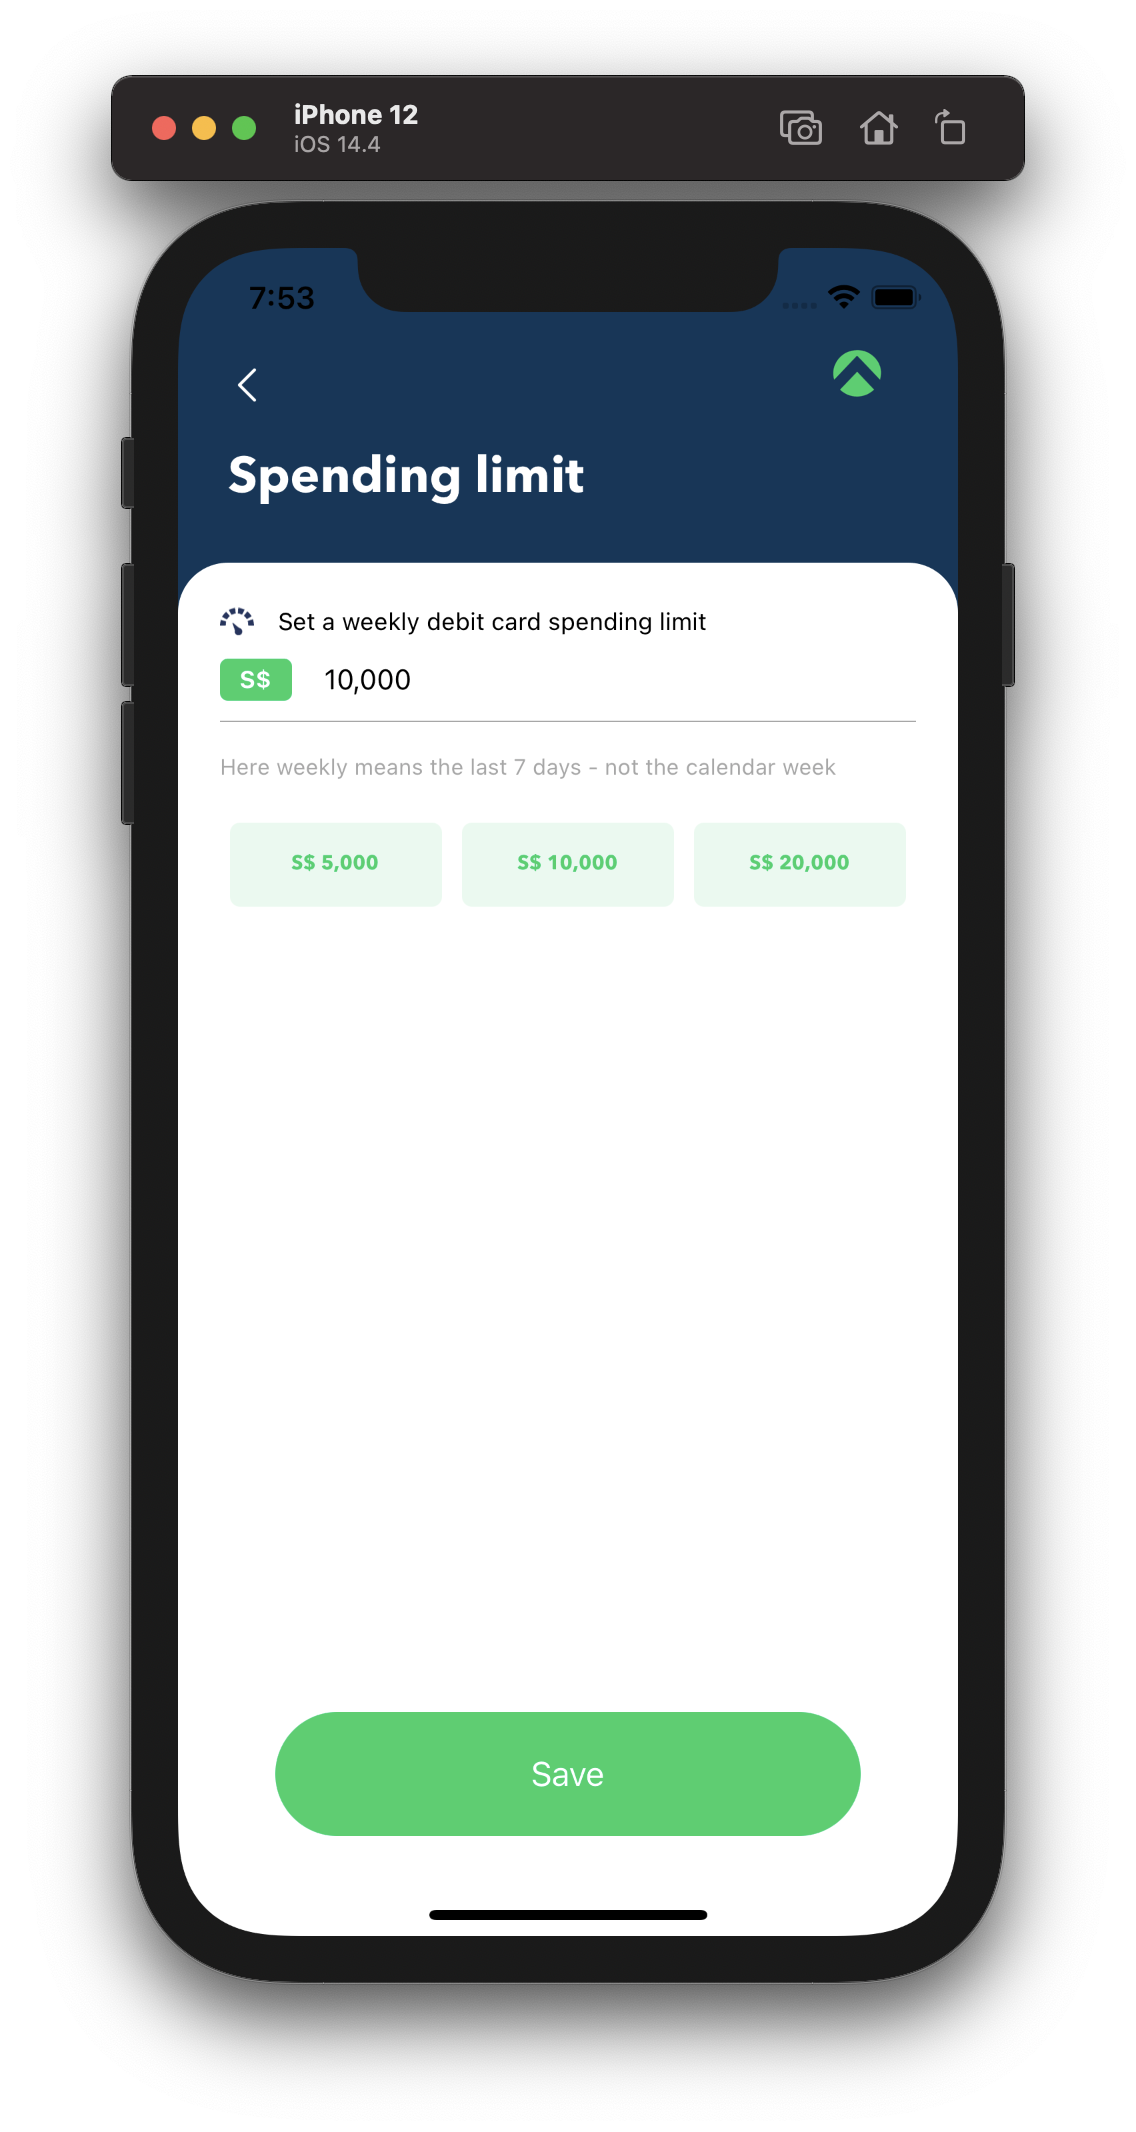 iPhone 12
iOS 14.4
7:53
Spending limit
Set a weekly debit card spending limit
S$ 10,000
Here weekly means the last 7 days - not the calendar week
S$ 5,000 S$ 10,000 S$ 20,000
Save